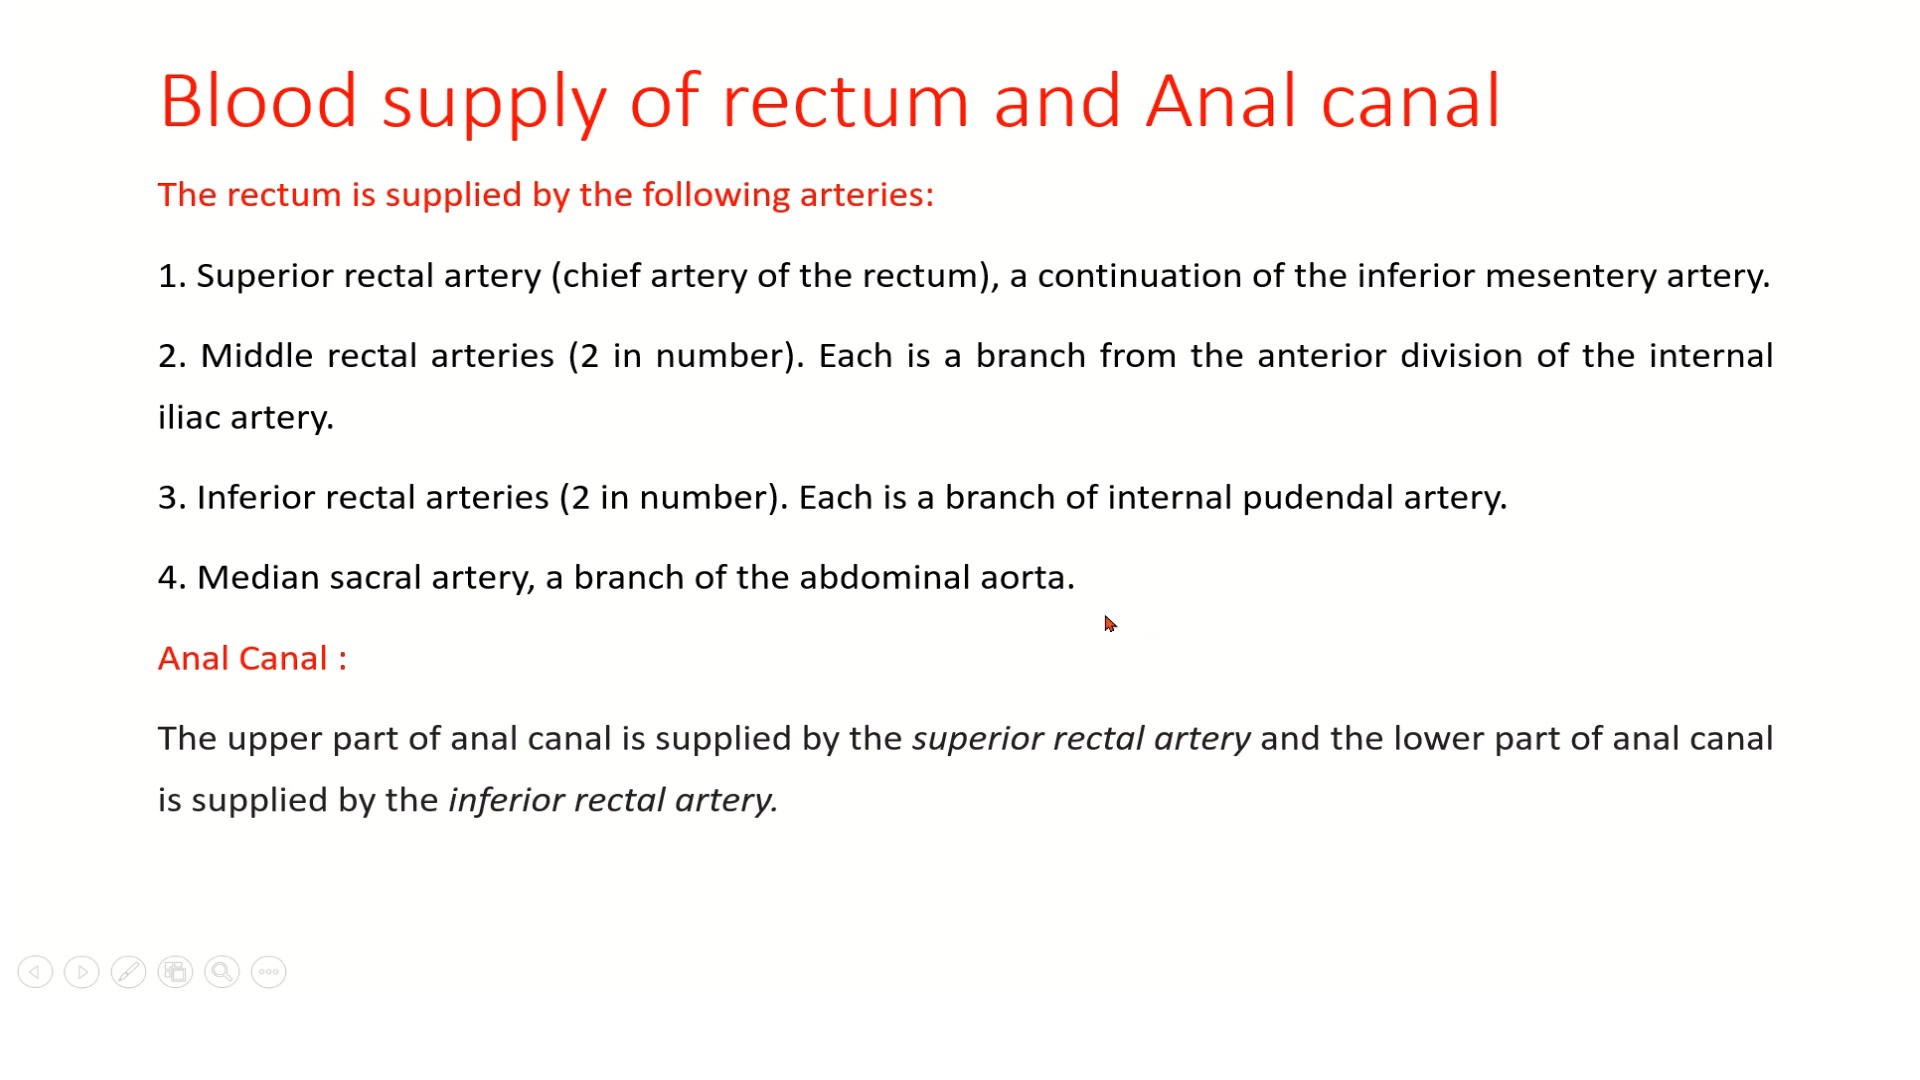 Blood supply of rectum and Anal canal
The rectum is supplied by the following arteries:
1. Superior rectal artery (chief artery of the rectum), a continuation of the inferior mesentery artery.
2. Middle rectal arteries (2 in number). Each is a branch from the anterior division of the internal
iliac artery.
3. Inferior rectal arteries (2 in number). Each is a branch of internal pudendal artery.
4. Median sacral artery, a branch of the abdominal aorta.
Anal Canal :
The upper part of anal canal is supplied by the superior rectal artery and the lower part of anal canal
is supplied by the inferior rectal artery.